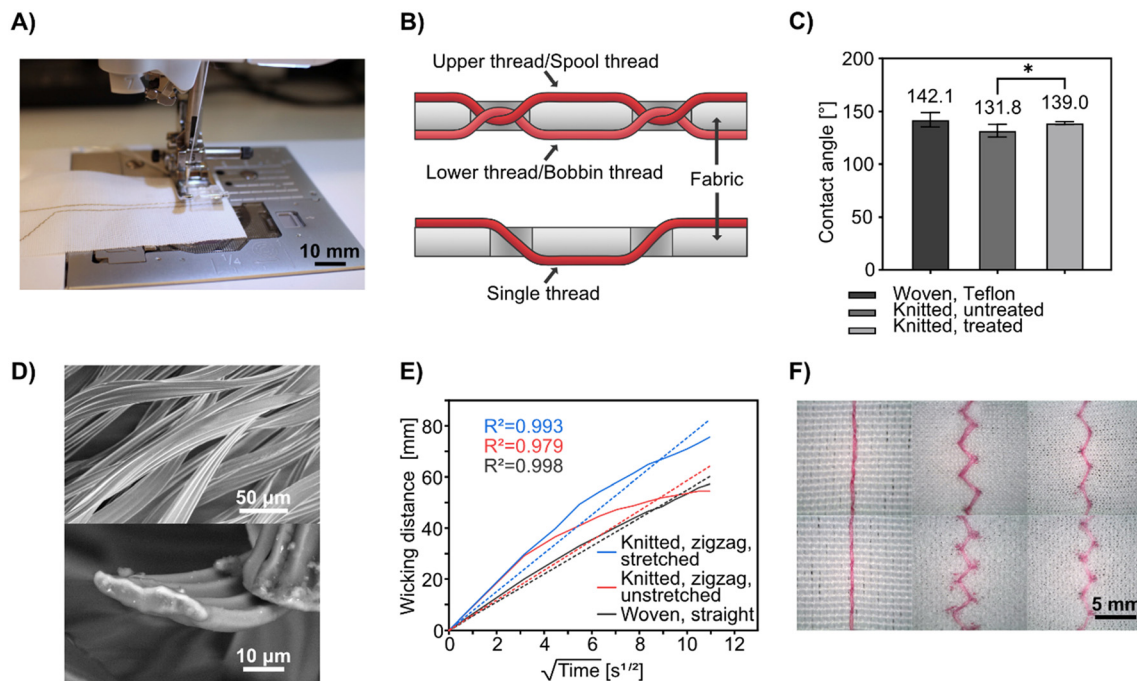 A)
10 mm
B)
Upper thread/Spool thread
Lower thread/Bobbin thread
Fabric
Single thread
C)
Contact angle [°]
200
150
100
50
0
142.1
131.8
139.0
*
Woven, Teflon
Knitted, untreated
Knitted, treated
D)
50 µm
10 µm
E)
Wicking distance [mm]
80
60
40
20
0
R²=0.993
R²=0.979
R²=0.998
Knitted, zigzag,
stretched
Knitted, zigzag,
unstretched
Woven, straight
0 2 4 6 8 10 12
√Time [s¹ᐟ²]
F)
5 mm